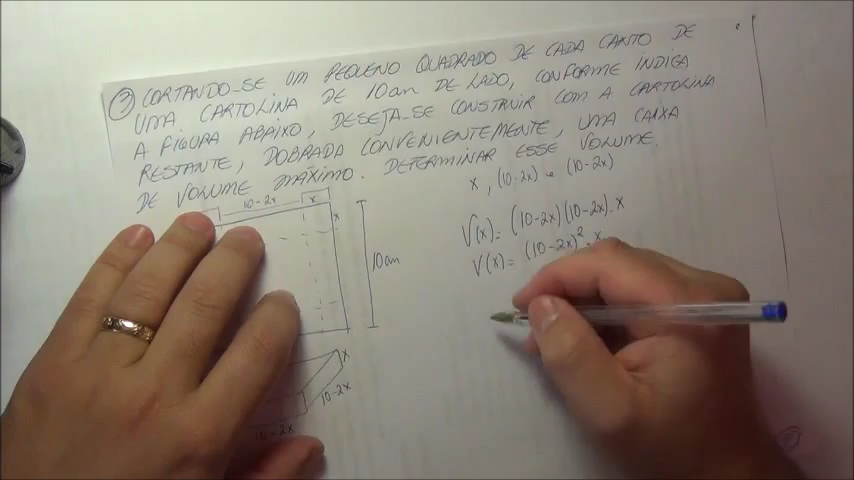 3 CORTANDO-SE UM PEQUENO QUADRADO DE CADA CANTO DE
UMA CARTOLINA DE 10cm DE LADO, CONFORME INDICA
A FIGURA ABAIXO, DESEJA-SE CONSTRUIR COM A CARTOLINA
RESTANTE, DOBRADA CONVENIENTEMENTE, UMA CAIXA
DE VOLUME MÁXIMO. DETERMINAR ESSE VOLUME.
x, (10-2x) e (10-2x)
10-2x x
x
V(x) = (10-2x)(10-2x).x
V(x) = (10-2x)².x
10cm
x
10-2x
10-2x